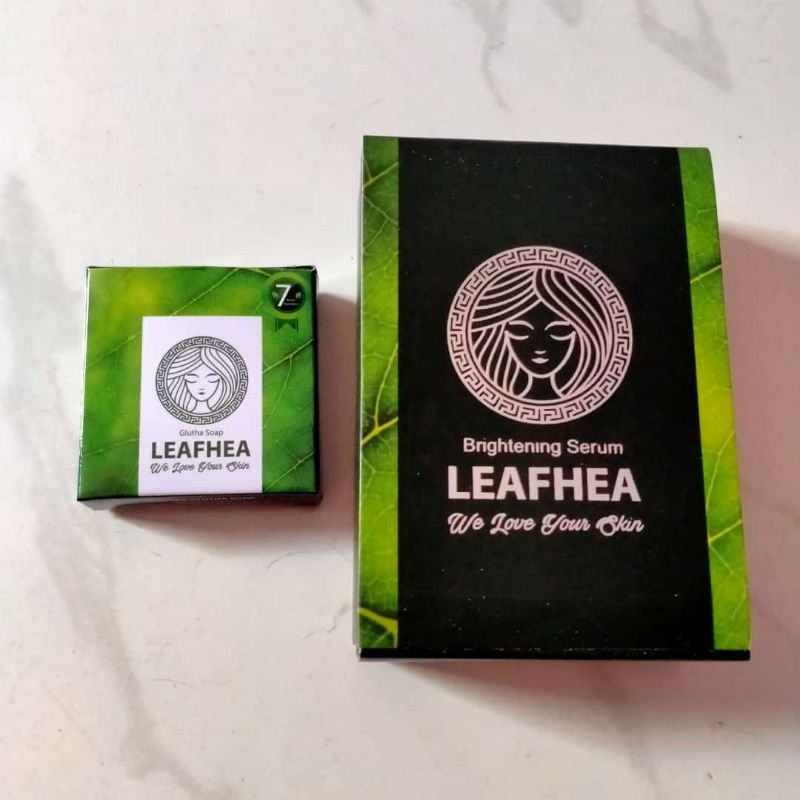 7
Glutha Soap
LEAFHEA
We Love Your Skin
Brightening Serum
LEAFHEA
We Love Your Skin